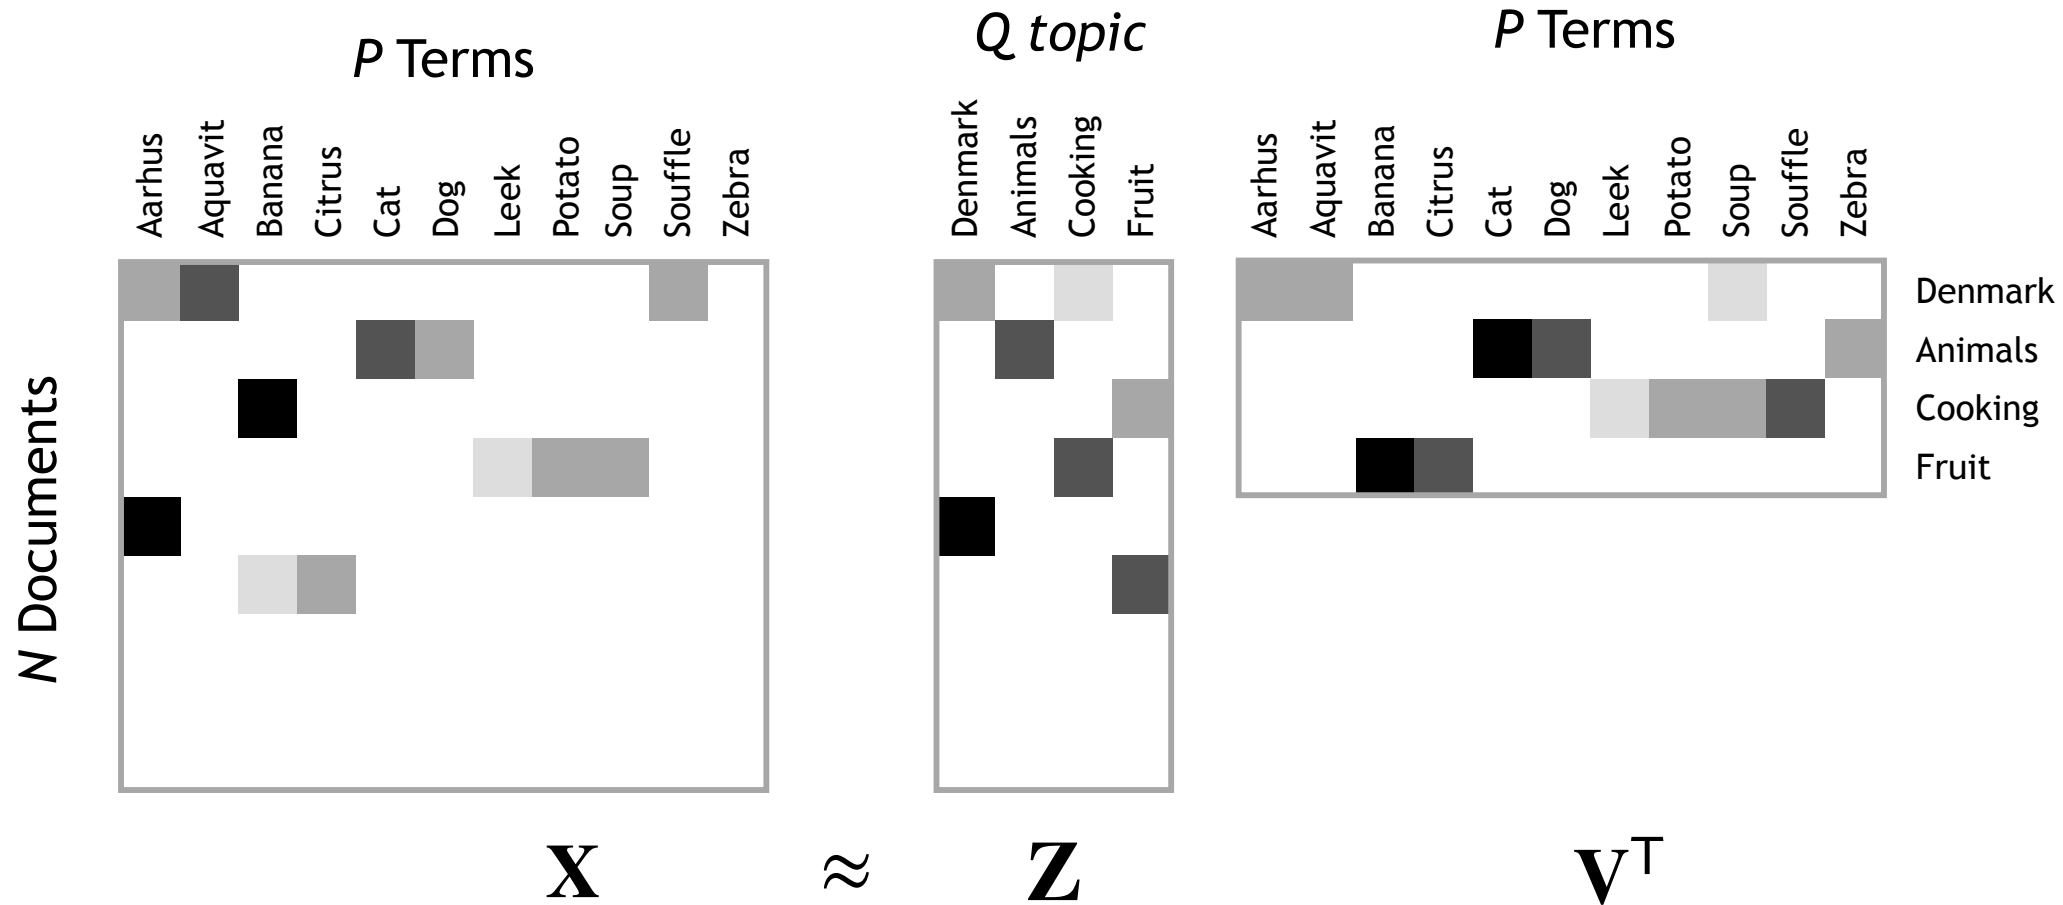 P Terms
Q topic
P Terms
Aarhus
Aquavit
Banana
Citrus
Cat
Dog
Leek
Potato
Soup
Souffle
Zebra
Denmark
Animals
Cooking
Fruit
Aarhus
Aquavit
Banana
Citrus
Cat
Dog
Leek
Potato
Soup
Souffle
Zebra
N Documents
Denmark
Animals
Cooking
Fruit
X ≈ Z V⊤